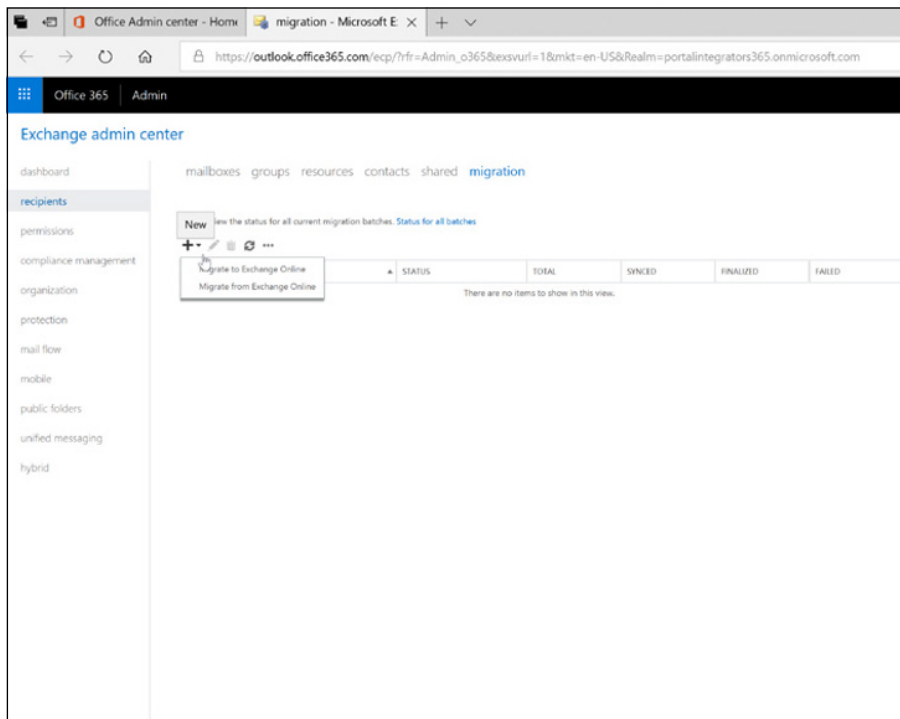 Office Admin center - Home
migration - Microsoft E
https://outlook.office365.com/ecp/?rfr=Admin_o365&exsvurl=1&mkt=en-US&Realm=portalintegrators365.onmicrosoft.com
Office 365 Admin
Exchange admin center
dashboard
recipients
permissions
compliance management
organization
protection
mail flow
mobile
public folders
unified messaging
hybrid
mailboxes groups resources contacts shared migration
New
the status for all current migration batches. Status for all batches
Migrate to Exchange Online
Migrate from Exchange Online
STATUS TOTAL SYNCED FINALIZED FAILED
There are no items to show in this view.